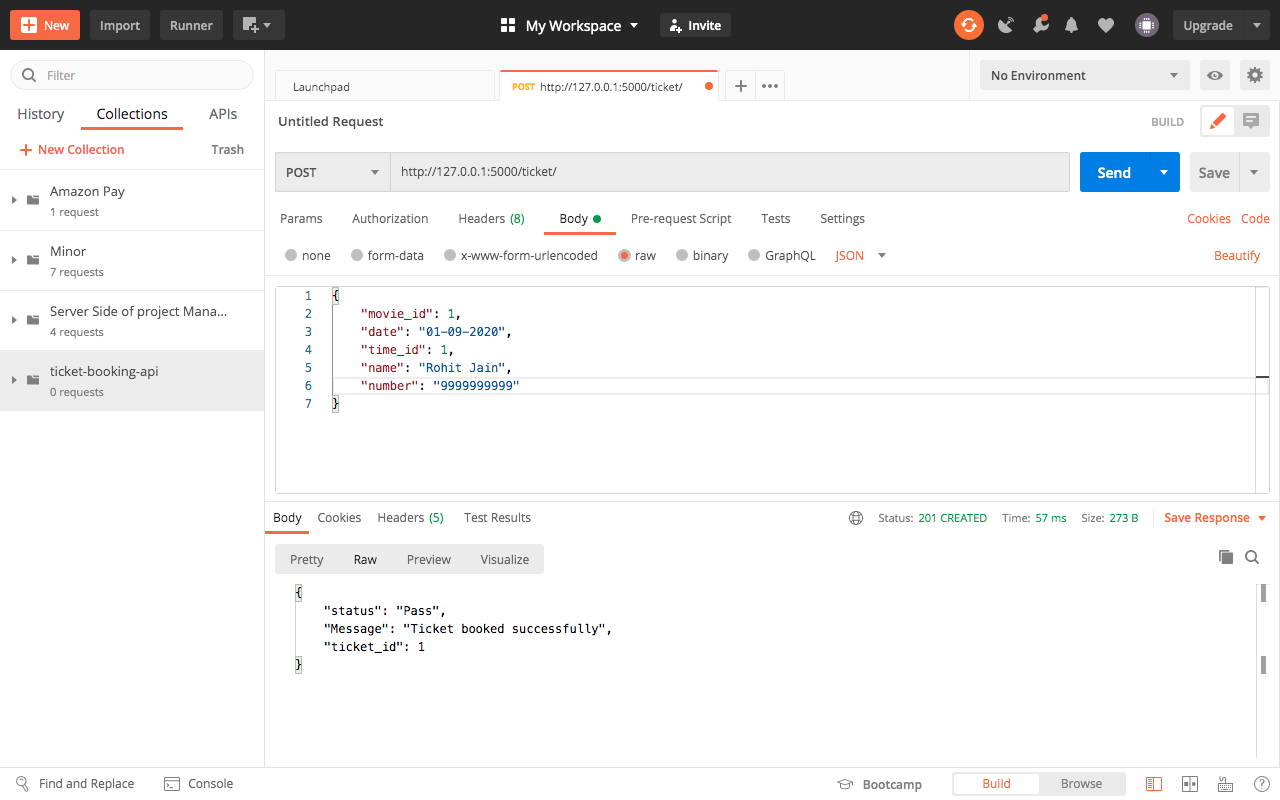 New Import Runner My Workspace Invite Upgrade
Filter
History Collections APIs
New Collection Trash
Amazon Pay
1 request
Minor
7 requests
Server Side of project Mana...
4 requests
ticket-booking-api
0 requests
Launchpad POST http://127.0.0.1:5000/ticket/ No Environment
Untitled Request BUILD
POST http://127.0.0.1:5000/ticket/ Send Save
Params Authorization Headers (8) Body Pre-request Script Tests Settings Cookies Code
none form-data x-www-form-urlencoded raw binary GraphQL JSON Beautify
1 {
2 "movie_id": 1,
3 "date": "01-09-2020",
4 "time_id": 1,
5 "name": "Rohit Jain",
6 "number": "9999999999"
7 }
Body Cookies Headers (5) Test Results Status: 201 CREATED Time: 57 ms Size: 273 B Save Response
Pretty Raw Preview Visualize
{
"status": "Pass",
"Message": "Ticket booked successfully",
"ticket_id": 1
}
Find and Replace Console Bootcamp Build Browse